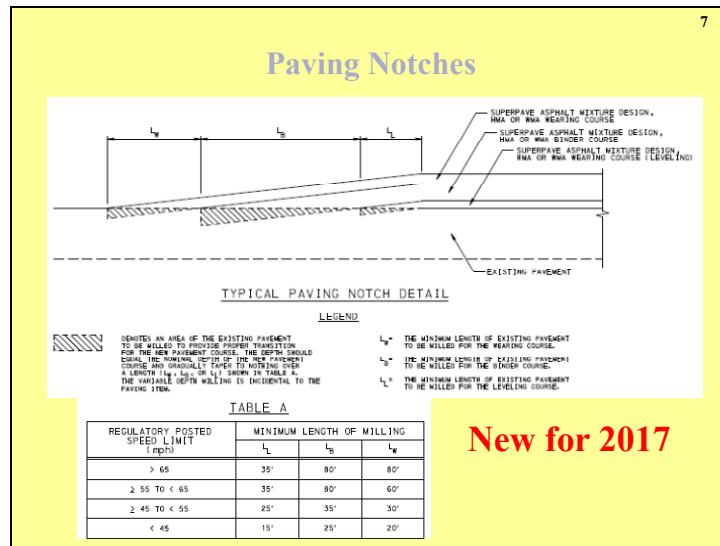 7
Paving Notches
LW LB LL
SUPERPAVE ASPHALT MIXTURE DESIGN,
HMA OR WMA WEARING COURSE
SUPERPAVE ASPHALT MIXTURE DESIGN,
HMA OR WMA BINDER COURSE
SUPERPAVE ASPHALT MIXTURE DESIGN,
HMA OR WMA WEARING COURSE (LEVELING)
EXISTING PAVEMENT
TYPICAL PAVING NOTCH DETAIL
LEGEND
DENOTES AN AREA OF THE EXISTING PAVEMENT
TO BE MILLED TO PROVIDE PROPER TRANSITION
FOR THE NEW PAVEMENT COURSE. THE DEPTH SHOULD
EQUAL THE NOMINAL DEPTH OF THE NEW PAVEMENT
COURSE AND GRADUALLY TAPER TO NOTHING OVER
A LENGTH (LW, LB, OR LL) SHOWN IN TABLE A.
THE VARIABLE DEPTH MILLING IS INCIDENTAL TO THE
PAVING ITEM.
LW= THE MINIMUM LENGTH OF EXISTING PAVEMENT
TO BE MILLED FOR THE WEARING COURSE.
LB= THE MINIMUM LENGTH OF EXISTING PAVEMENT
TO BE MILLED FOR THE BINDER COURSE.
LL= THE MINIMUM LENGTH OF EXISTING PAVEMENT
TO BE MILLED FOR THE LEVELING COURSE.
TABLE A
REGULATORY POSTED
SPEED LIMIT
(mph)
MINIMUM LENGTH OF MILLING
LL LB LW
> 65 35' 80' 80'
≥ 55 TO < 65 35' 80' 60'
≥ 45 TO < 55 25' 35' 30'
< 45 15' 25' 20'
New for 2017